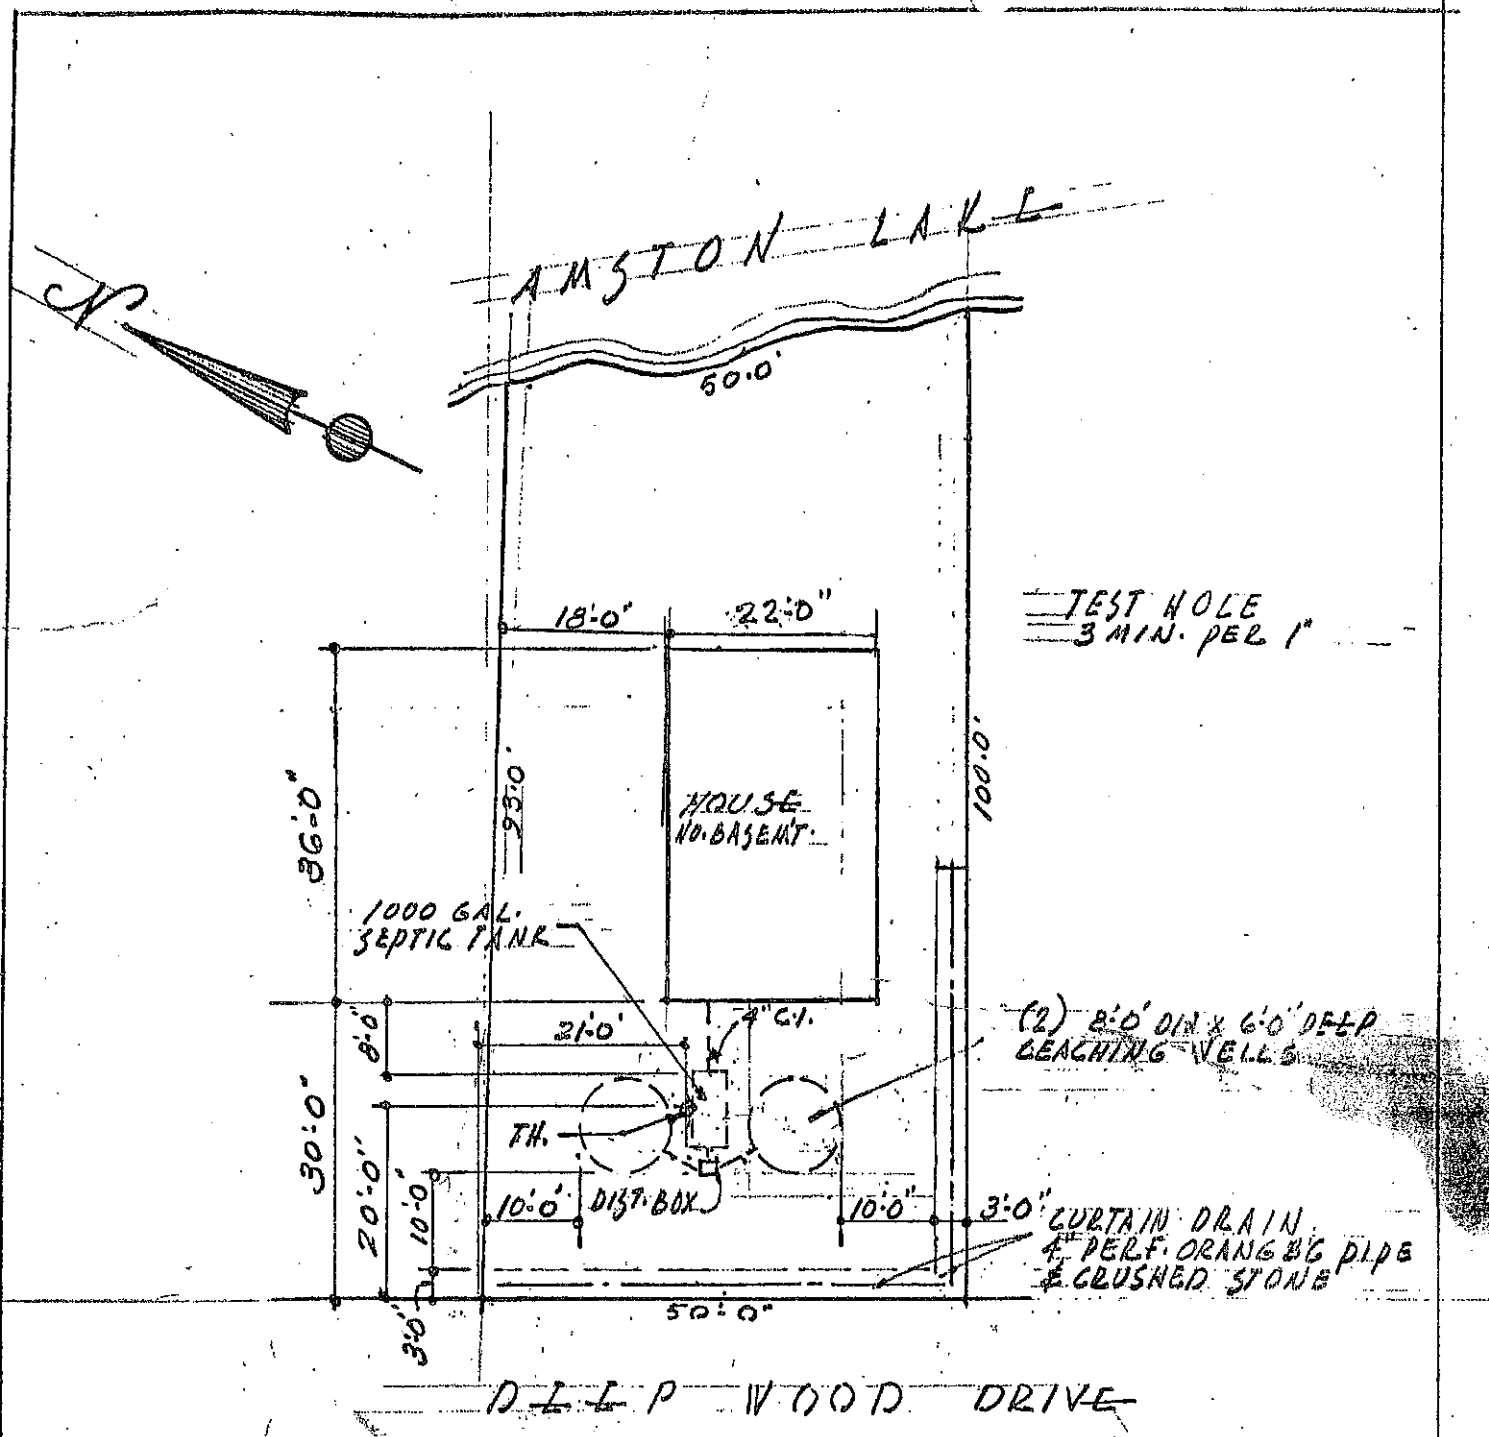 AMSTON LAKE
N
50.0'
18'-0" 22'-0"
TEST HOLE
3 MIN. PER 1"
36'-0"
93.0'
100.0'
HOUSE
NO. BASEM'T.
1000 GAL.
SEPTIC TANK
8'-0"
21'-0"
4" C.I.
(2) 8'-0" DIA X 6'-0" DEEP
LEACHING WELLS
30'-0"
20'-0"
10'-0"
TH.
10'-0"
DIST. BOX
10'-0"
3'-0"
CURTAIN DRAIN
4" PERF. ORANGEBG PIPE
& CRUSHED STONE
3'-0"
50'-0"
DEEP WOOD DRIVE